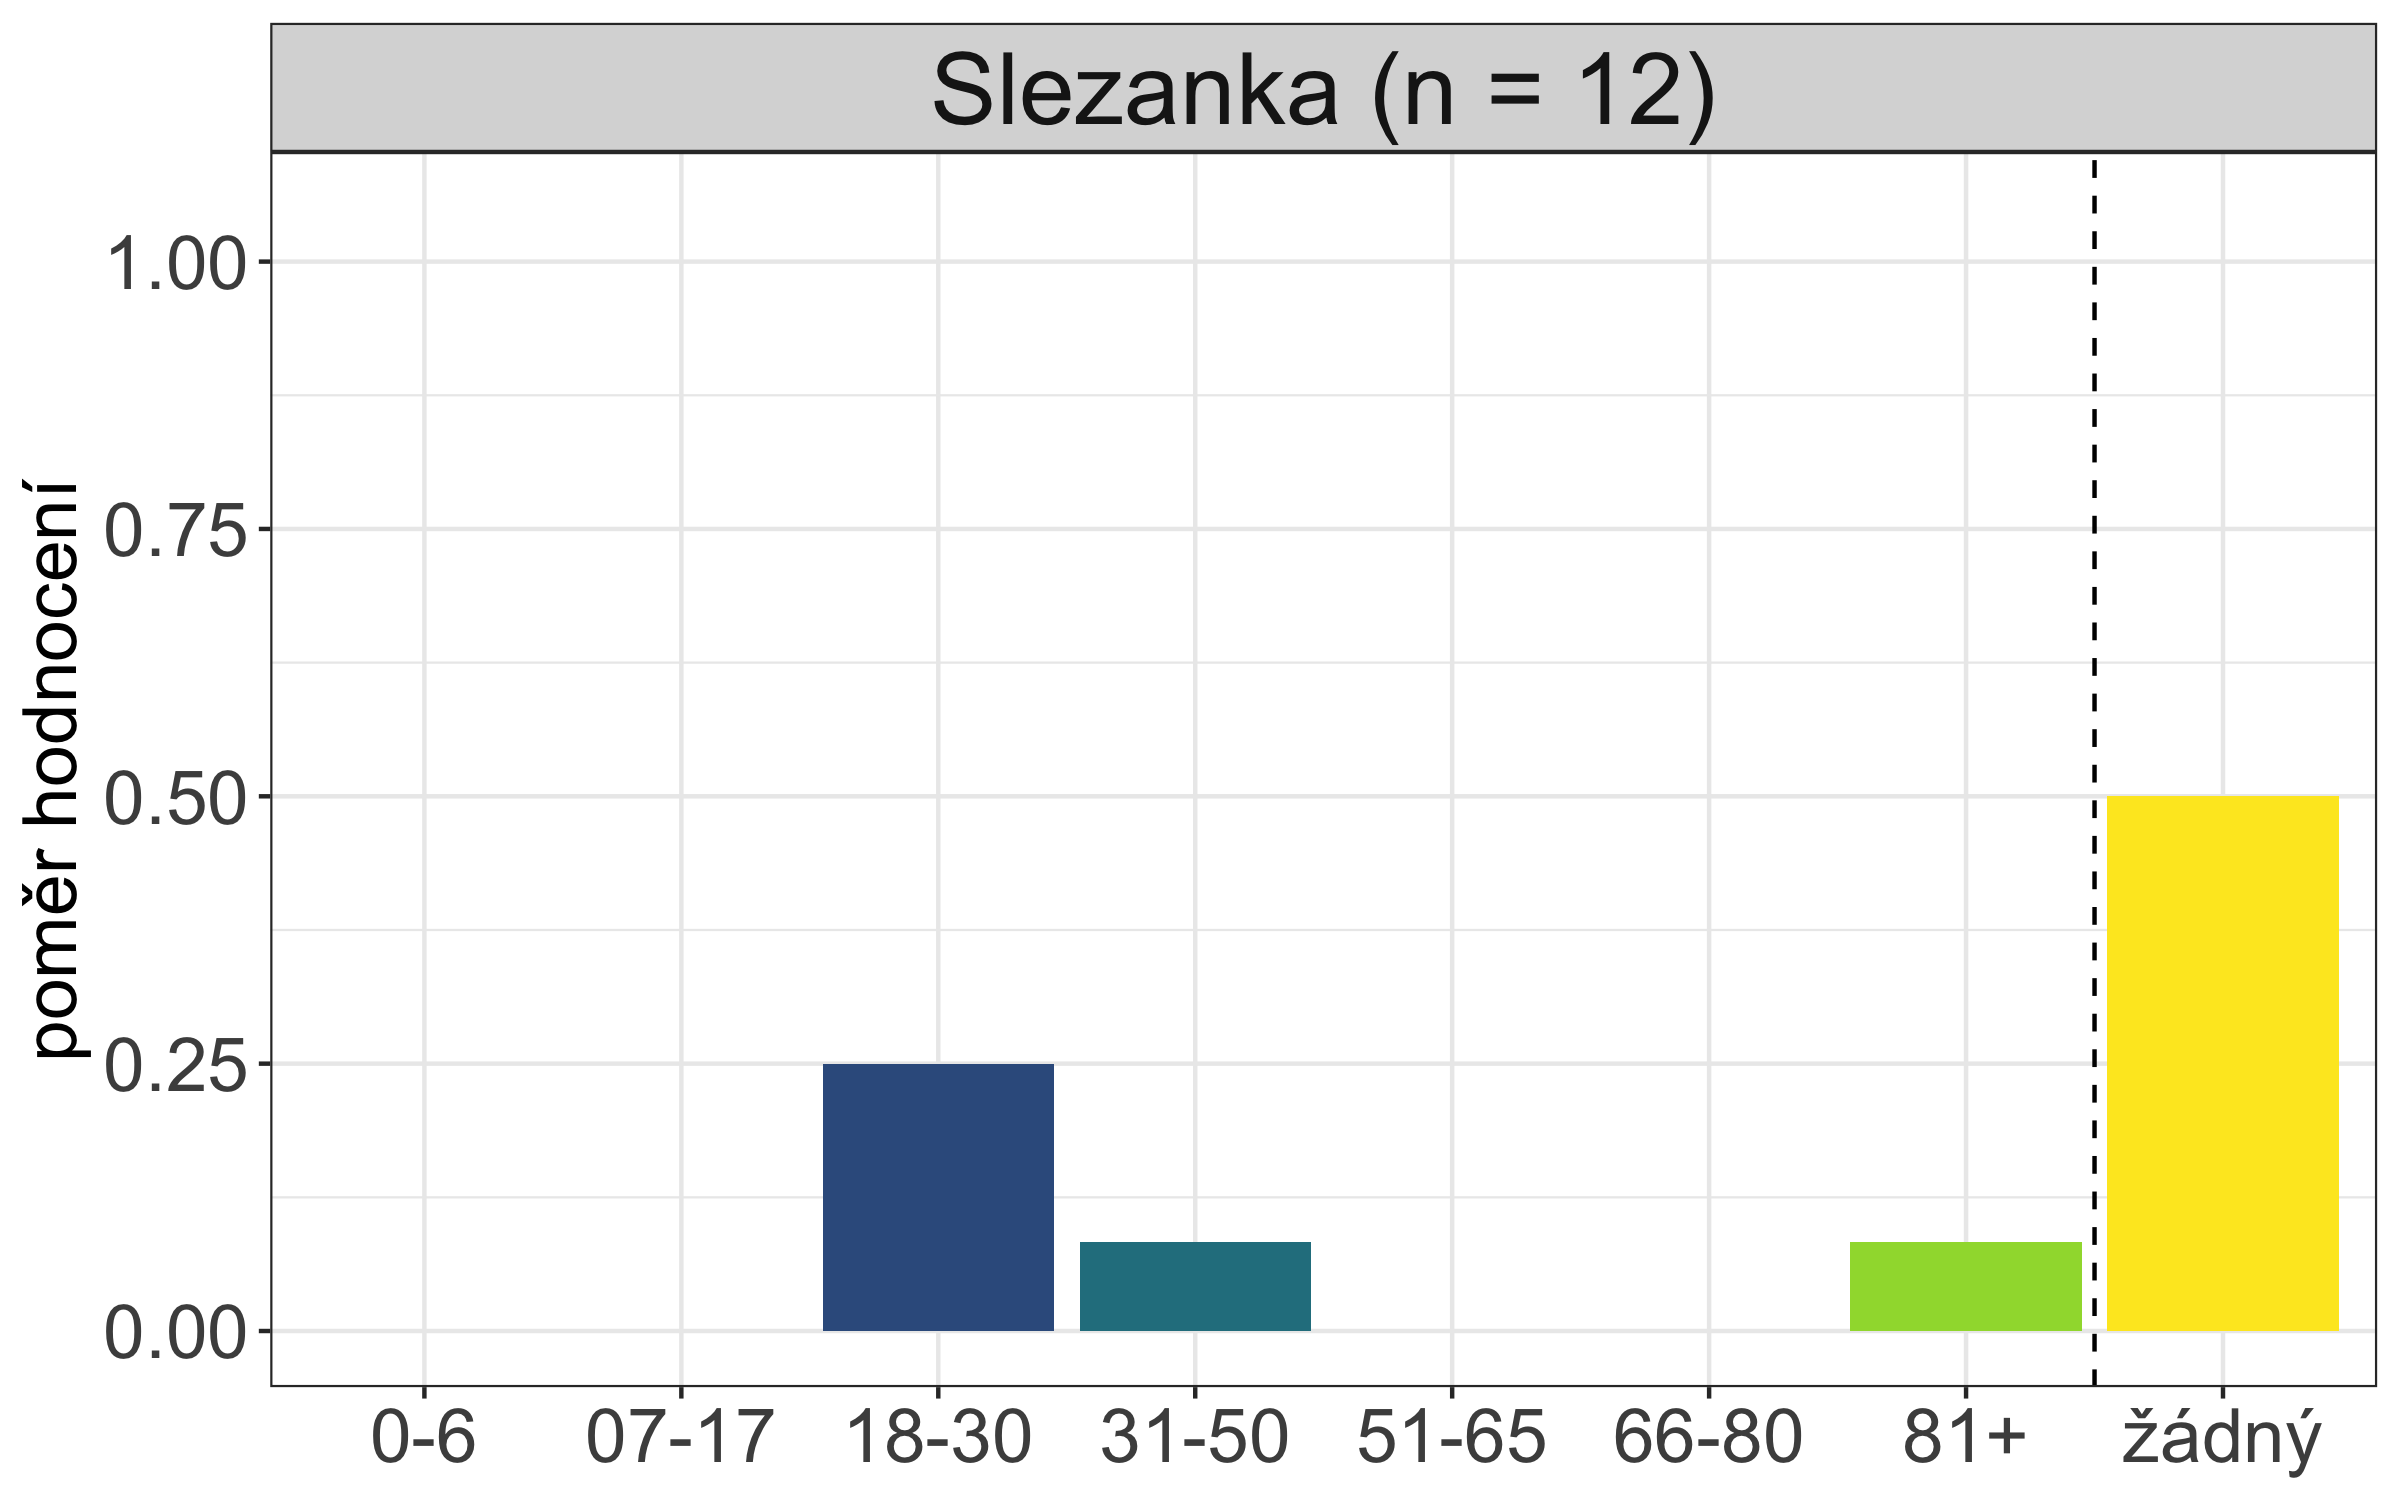 Slezanka (n = 12)
poměr hodnocení
1.00
0.75
0.50
0.25
0.00
0-6 07-17 18-30 31-50 51-65 66-80 81+ žádný